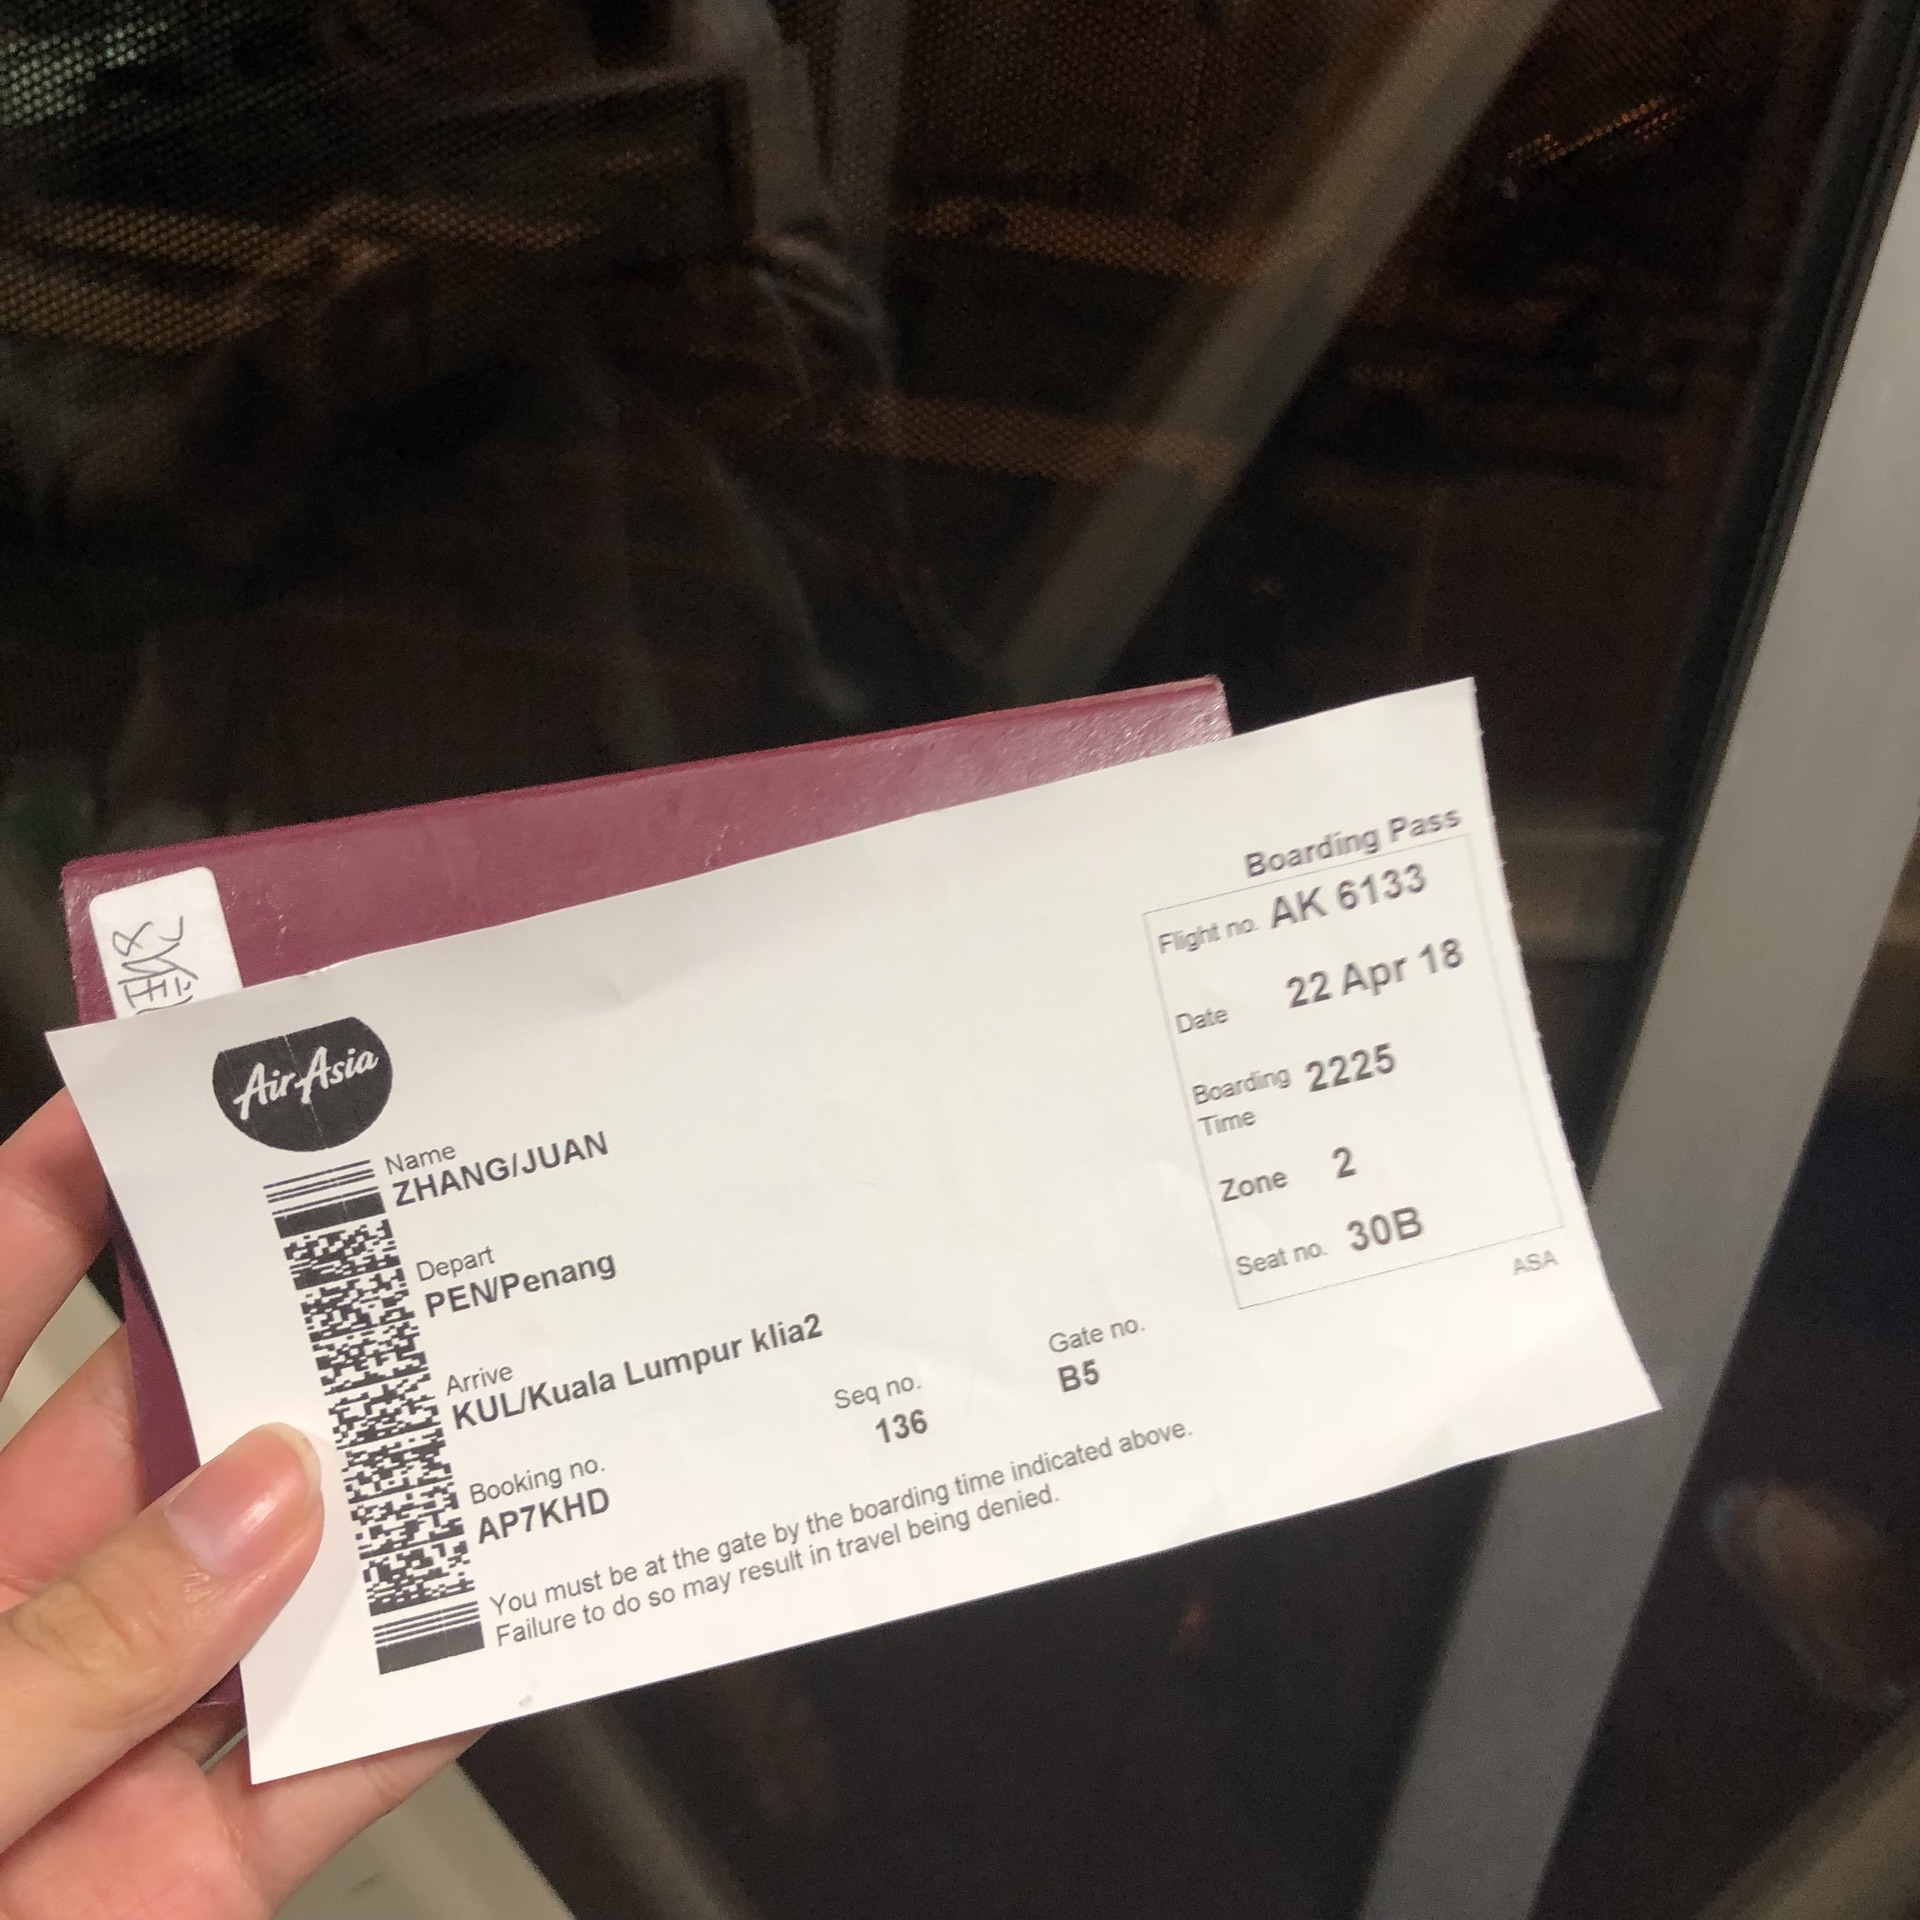 AirAsia
Boarding Pass
Flight no. AK 6133
Date 22 Apr 18
Boarding Time 2225
Zone 2
Seat no. 30B
ASA
Name
ZHANG/JUAN
Depart
PEN/Penang
Arrive
KUL/Kuala Lumpur klia2
Booking no.
AP7KHD
Seq no.
136
Gate no.
B5
You must be at the gate by the boarding time indicated above.
Failure to do so may result in travel being denied.